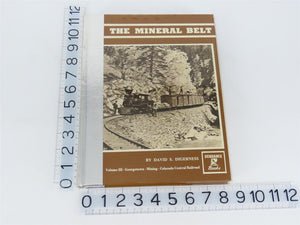 THE MINERAL BELT
BY DAVID S. DIGERNESS
SUNDANCE
Books
Volume III - Georgetown - Mining - Colorado Central Railroad
12
11
10
9
8
7
6
5
4
3
2
1
0
0 1 2 3 4 5 6 7 8 9 10 11 12